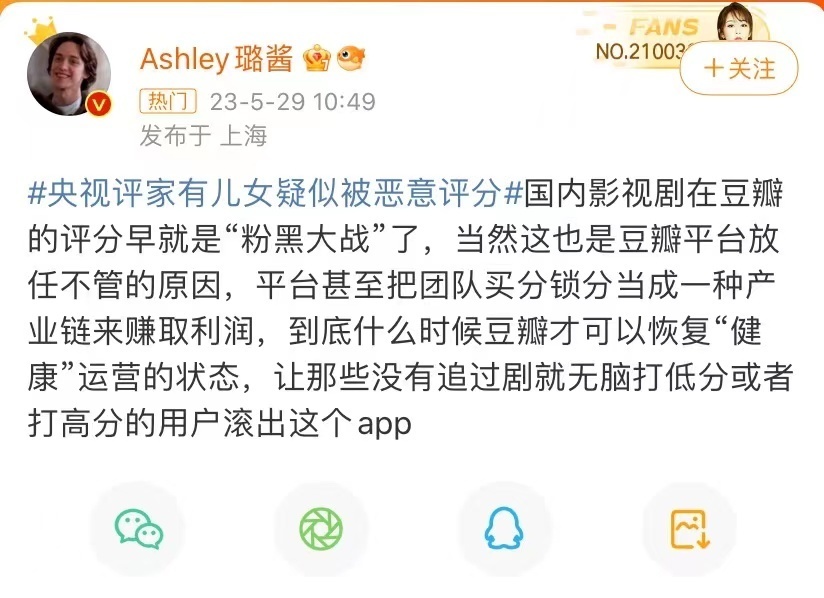 Ashley璐酱
FANS
NO.21003
+关注
热门 23-5-29 10:49
发布于 上海
#央视评家有儿女疑似被恶意评分#国内影视剧在豆瓣
的评分早就是“粉黑大战”了，当然这也是豆瓣平台放
任不管的原因，平台甚至把团队买分锁分当成一种产
业链来赚取利润，到底什么时候豆瓣才可以恢复“健
康”运营的状态，让那些没有追过剧就无脑打低分或者
打高分的用户滚出这个app